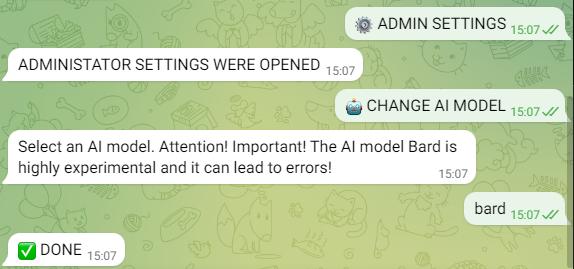 ⚙️ ADMIN SETTINGS 15:07
ADMINISTATOR SETTINGS WERE OPENED 15:07
🤖 CHANGE AI MODEL 15:07
Select an AI model. Attention! Important! The AI model Bard is
highly experimental and it can lead to errors! 15:07
bard 15:07
✅ DONE 15:07